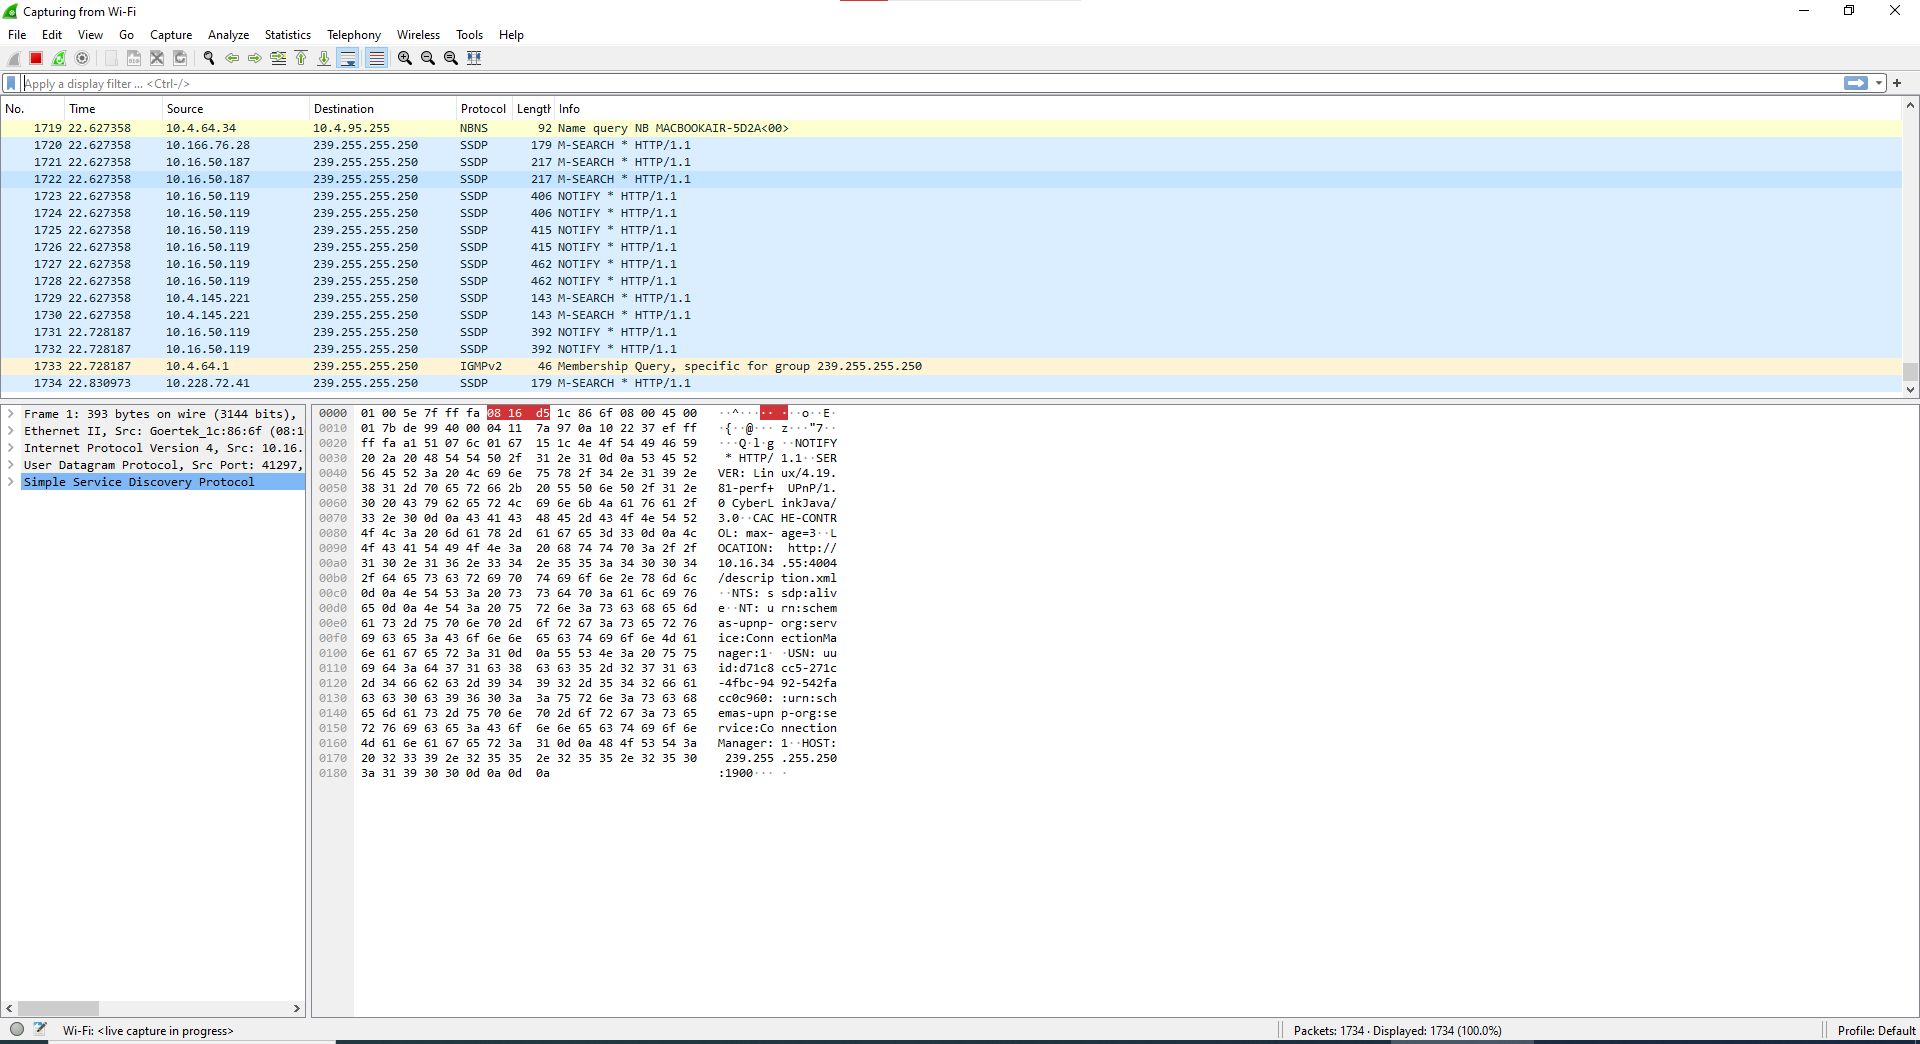 Capturing from Wi-Fi
File Edit View Go Capture Analyze Statistics Telephony Wireless Tools Help
Apply a display filter ... <Ctrl-/>
No. Time Source Destination Protocol Length Info
1719 22.627358 10.4.64.34 10.4.95.255 NBNS 92 Name query NB MACBOOKAIR-5D2A<00>
1720 22.627358 10.166.76.28 239.255.255.250 SSDP 179 M-SEARCH * HTTP/1.1
1721 22.627358 10.16.50.187 239.255.255.250 SSDP 217 M-SEARCH * HTTP/1.1
1722 22.627358 10.16.50.187 239.255.255.250 SSDP 217 M-SEARCH * HTTP/1.1
1723 22.627358 10.16.50.119 239.255.255.250 SSDP 406 NOTIFY * HTTP/1.1
1724 22.627358 10.16.50.119 239.255.255.250 SSDP 406 NOTIFY * HTTP/1.1
1725 22.627358 10.16.50.119 239.255.255.250 SSDP 415 NOTIFY * HTTP/1.1
1726 22.627358 10.16.50.119 239.255.255.250 SSDP 415 NOTIFY * HTTP/1.1
1727 22.627358 10.16.50.119 239.255.255.250 SSDP 462 NOTIFY * HTTP/1.1
1728 22.627358 10.16.50.119 239.255.255.250 SSDP 462 NOTIFY * HTTP/1.1
1729 22.627358 10.4.145.221 239.255.255.250 SSDP 143 M-SEARCH * HTTP/1.1
1730 22.627358 10.4.145.221 239.255.255.250 SSDP 143 M-SEARCH * HTTP/1.1
1731 22.728187 10.16.50.119 239.255.255.250 SSDP 392 NOTIFY * HTTP/1.1
1732 22.728187 10.16.50.119 239.255.255.250 SSDP 392 NOTIFY * HTTP/1.1
1733 22.728187 10.4.64.1 239.255.255.250 IGMPv2 46 Membership Query, specific for group 239.255.255.250
1734 22.830973 10.228.72.41 239.255.255.250 SSDP 179 M-SEARCH * HTTP/1.1
Frame 1: 393 bytes on wire (3144 bits),
Ethernet II, Src: Goertek_1c:86:6f (08:1
Internet Protocol Version 4, Src: 10.16.
User Datagram Protocol, Src Port: 41297,
Simple Service Discovery Protocol
0000 01 00 5e 7f ff fa 08 16 d5 1c 86 6f 08 00 45 00 ··^··· ·· ···o··E·
0010 01 7b de 99 40 00 04 11 7a 97 0a 10 22 37 ef ff ·{··@··· z···"7··
0020 ff fa a1 51 07 6c 01 67 15 1c 4e 4f 54 49 46 59 ···Q·l·g ··NOTIFY
0030 20 2a 20 48 54 54 50 2f 31 2e 31 0d 0a 53 45 52 * HTTP/ 1.1··SER
0040 56 45 52 3a 20 4c 69 6e 75 78 2f 34 2e 31 39 2e VER: Lin ux/4.19.
0050 38 31 2d 70 65 72 66 2b 20 55 50 6e 50 2f 31 2e 81-perf+ UPnP/1.
0060 30 20 43 79 62 65 72 4c 69 6e 6b 4a 61 76 61 2f 0 CyberL inkJava/
0070 33 2e 30 0d 0a 43 41 43 48 45 2d 43 4f 4e 54 52 3.0··CAC HE-CONTR
0080 4f 4c 3a 20 6d 61 78 2d 61 67 65 3d 33 0d 0a 4c OL: max- age=3··L
0090 4f 43 41 54 49 4f 4e 3a 20 68 74 74 70 3a 2f 2f OCATION: http://
00a0 31 30 2e 31 36 2e 33 34 2e 35 35 3a 34 30 30 34 10.16.34 .55:4004
00b0 2f 64 65 73 63 72 69 70 74 69 6f 6e 2e 78 6d 6c /descrip tion.xml
00c0 0d 0a 4e 54 53 3a 20 73 73 64 70 3a 61 6c 69 76 ··NTS: s sdp:aliv
00d0 65 0d 0a 4e 54 3a 20 75 72 6e 3a 73 63 68 65 6d e··NT: u rn:schem
00e0 61 73 2d 75 70 6e 70 2d 6f 72 67 3a 73 65 72 76 as-upnp- org:serv
00f0 69 63 65 3a 43 6f 6e 6e 65 63 74 69 6f 6e 4d 61 ice:Conn ectionMa
0100 6e 61 67 65 72 3a 31 0d 0a 55 53 4e 3a 20 75 75 nager:1· ·USN: uu
0110 69 64 3a 64 37 31 63 38 63 63 35 2d 32 37 31 63 id:d71c8 cc5-271c
0120 2d 34 66 62 63 2d 39 34 39 32 2d 35 34 32 66 61 -4fbc-94 92-542fa
0130 63 63 30 63 39 36 30 3a 3a 75 72 6e 3a 73 63 68 cc0c960: :urn:sch
0140 65 6d 61 73 2d 75 70 6e 70 2d 6f 72 67 3a 73 65 emas-upn p-org:se
0150 72 76 69 63 65 3a 43 6f 6e 6e 65 63 74 69 6f 6e rvice:Co nnection
0160 4d 61 6e 61 67 65 72 3a 31 0d 0a 48 4f 53 54 3a Manager: 1··HOST:
0170 20 32 33 39 2e 32 35 35 2e 32 35 35 2e 32 35 30 239.255 .255.250
0180 3a 31 39 30 30 0d 0a 0d 0a :1900··· ·
Wi-Fi: <live capture in progress> Packets: 1734 · Displayed: 1734 (100.0%) Profile: Default